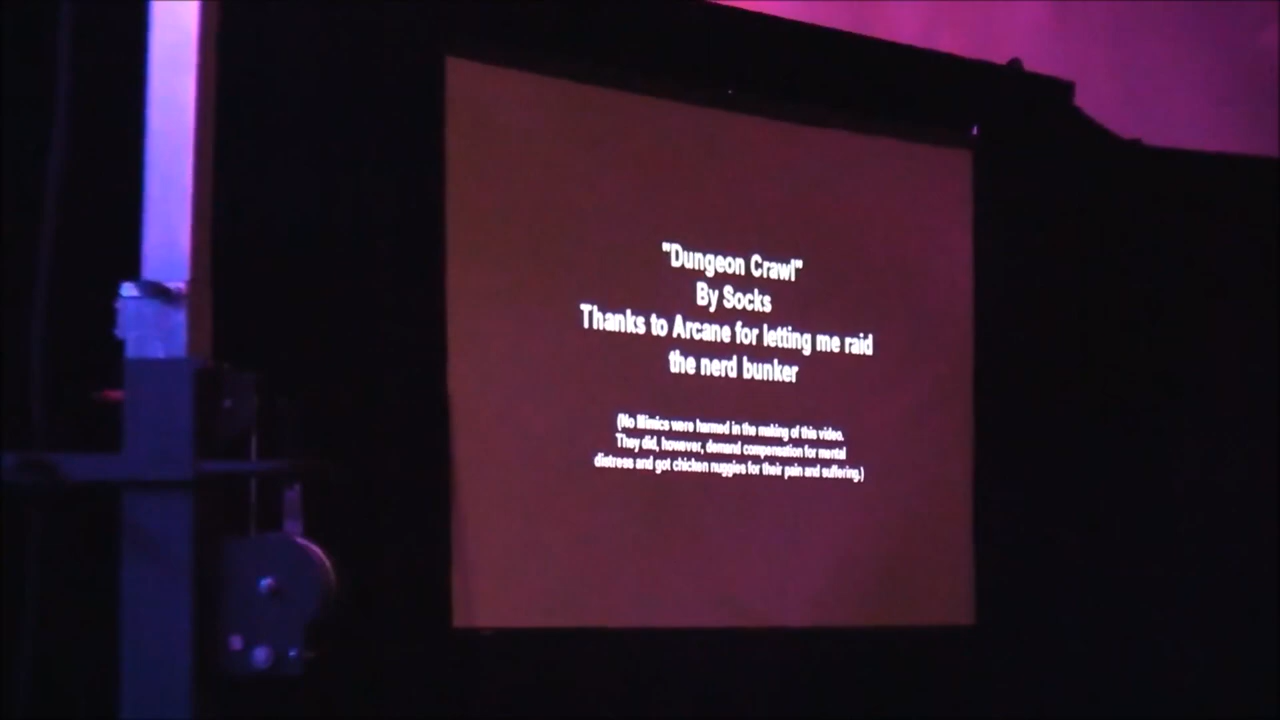 "Dungeon Crawl"
By Socks
Thanks to Arcane for letting me raid
the nerd bunker
(No Mimics were harmed in the making of this video.
They did, however, demand compensation for mental
distress and got chicken nuggies for their pain and suffering.)